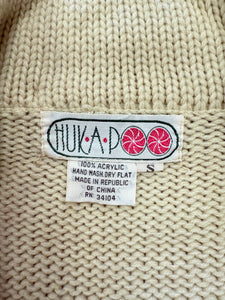 HUK•A•POO
100% ACRYLIC
HAND WASH. DRY FLAT
MADE IN REPUBLIC
OF CHINA
RN 34104
S